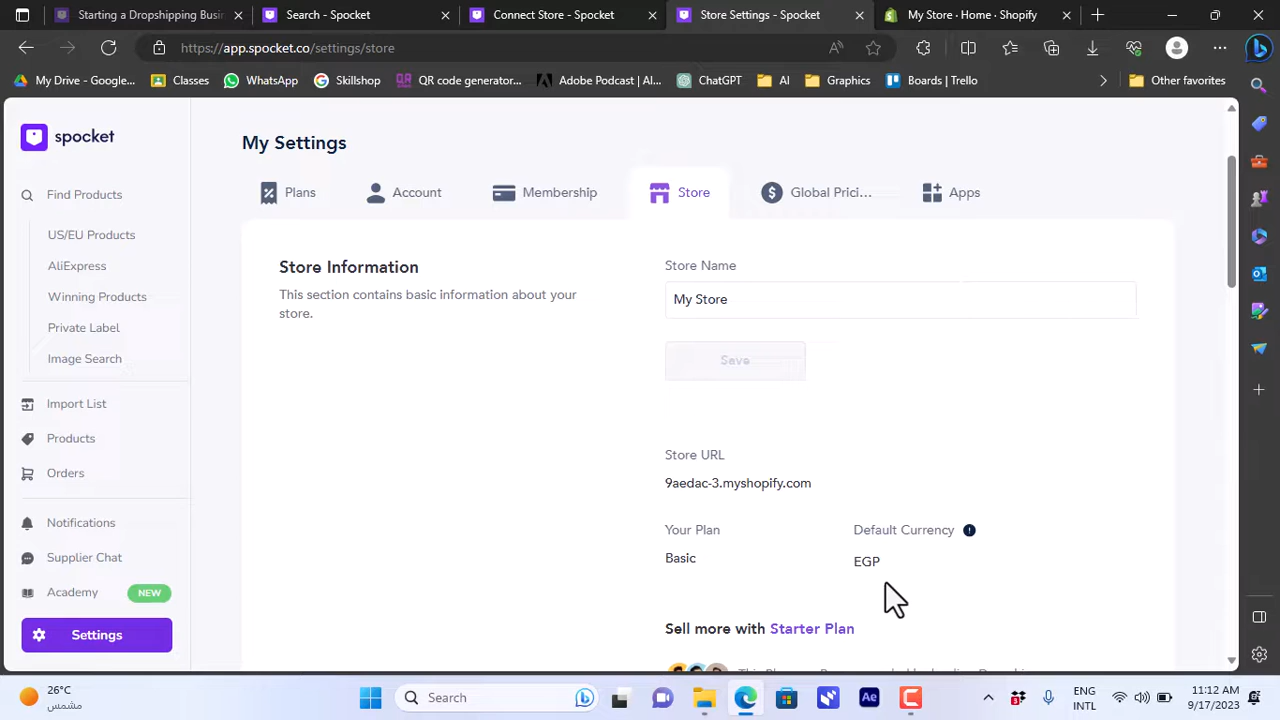 Starting a Dropshipping Busi
Search - Spocket
Connect Store - Spocket
Store Settings - Spocket
My Store · Home · Shopify
https://app.spocket.co/settings/store
My Drive - Google...
Classes
WhatsApp
Skillshop
QR code generator...
Adobe Podcast | Al...
ChatGPT
AI
Graphics
Boards | Trello
Other favorites
spocket
Find Products
US/EU Products
AliExpress
Winning Products
Private Label
Image Search
Import List
Products
Orders
Notifications
Supplier Chat
Academy
NEW
Settings
My Settings
Plans
Account
Membership
Store
Global Prici...
Apps
Store Information
This section contains basic information about your
store.
Store Name
My Store
Save
Store URL
9aedac-3.myshopify.com
Your Plan
Basic
Default Currency
EGP
Sell more with Starter Plan
26°C
مشمس
Search
Ae
ENG
INTL
11:12 AM
9/17/2023